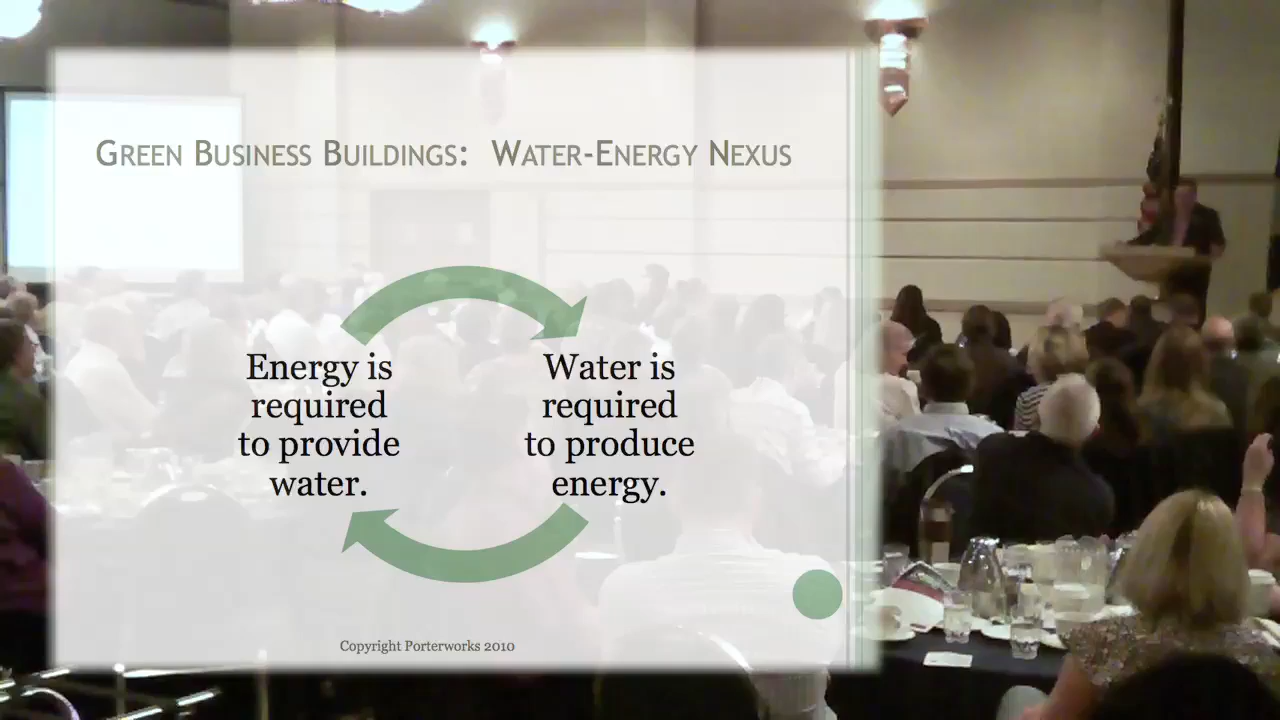 Green Business Buildings: Water-Energy Nexus
Energy is
required
to provide
water.
Water is
required
to produce
energy.
Copyright Porterworks 2010